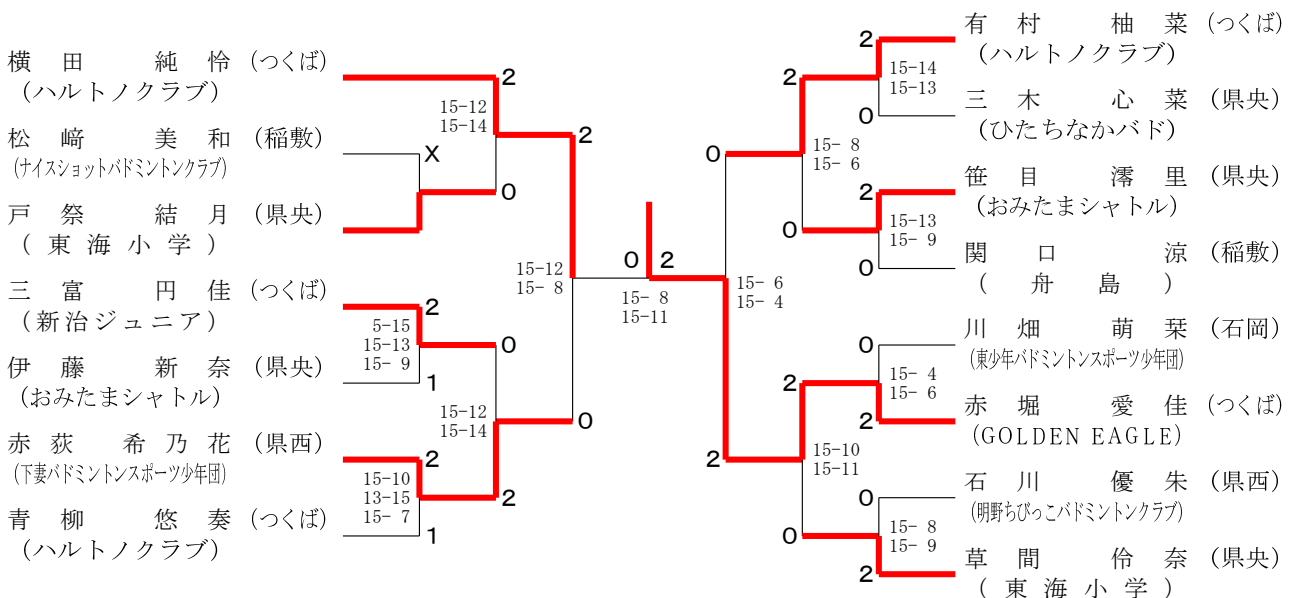 横田 純怜 (つくば)
(ハルトノクラブ)
松﨑 美和 (稲敷)
(ナイスショットバドミントンクラブ)
戸祭 結月 (県央)
(東海小学)
三富 円佳 (つくば)
(新治ジュニア)
伊藤 新奈 (県央)
(おみたまシャトル)
赤荻 希乃花 (県西)
(下妻バドミントンスポーツ少年団)
青柳 悠奏 (つくば)
(ハルトノクラブ)
2
15-12
15-14
X
0
2
2
5-15
15-13
15- 9
1
0
15-12
15-14
2
15-10
13-15
15- 7
1
2
0
15-12
15- 8
0 2
15- 8
15-11
0
15- 6
15- 4
2
2
15- 8
15- 6
0
2
15-10
15-11
0
2
15-14
15-13
0
2
15-13
15- 9
0
0
15- 4
15- 6
2
0
15- 8
15- 9
2
有村 柚菜 (つくば)
(ハルトノクラブ)
三木 心菜 (県央)
(ひたちなかバド)
笹目 澪里 (県央)
(おみたまシャトル)
関口 涼 (稲敷)
(舟島)
川畑 萌栞 (石岡)
(東少年バドミントンスポーツ少年団)
赤堀 愛佳 (つくば)
(GOLDEN EAGLE)
石川 優朱 (県西)
(明野ちびっこバドミントンクラブ)
草間 伶奈 (県央)
(東海小学)